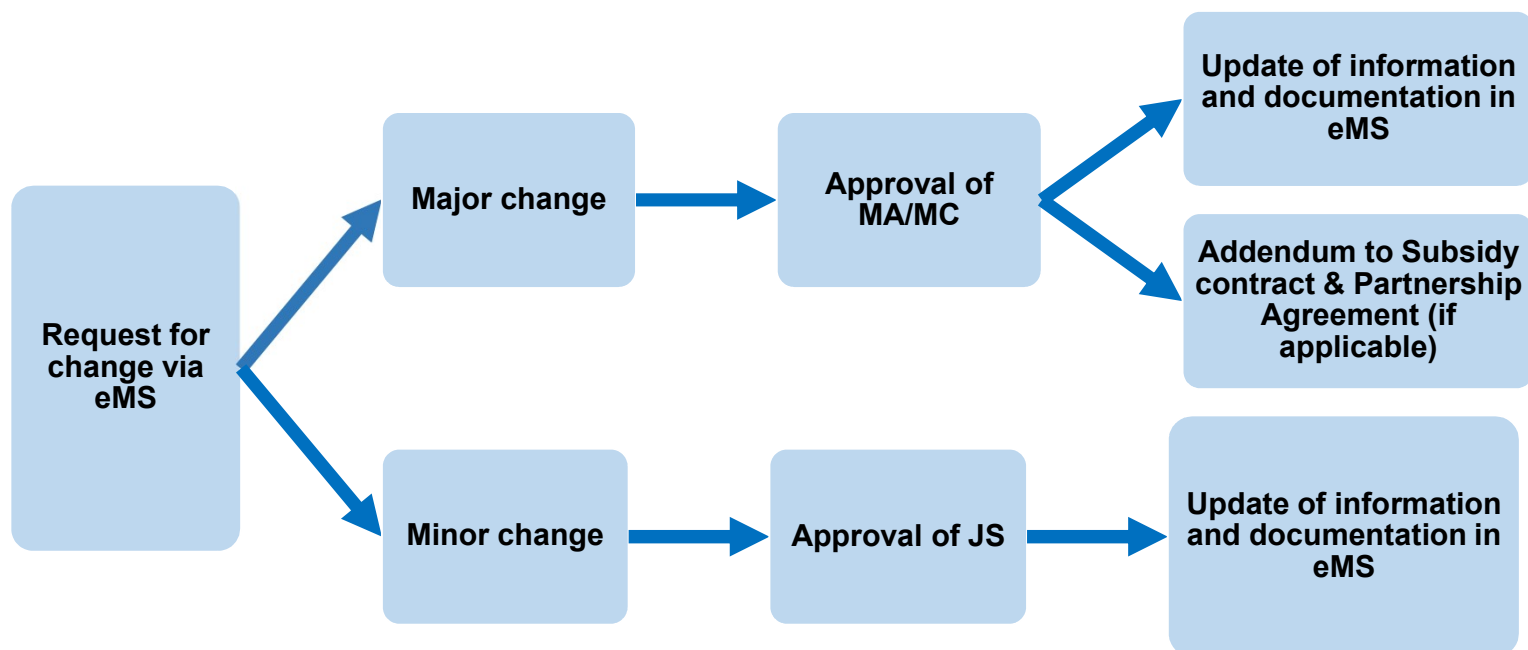 Request for
change via
eMS
Major change
Approval of
MA/MC
Update of information
and documentation in
eMS
Addendum to Subsidy
contract & Partnership
Agreement (if
applicable)
Minor change
Approval of JS
Update of information
and documentation in
eMS